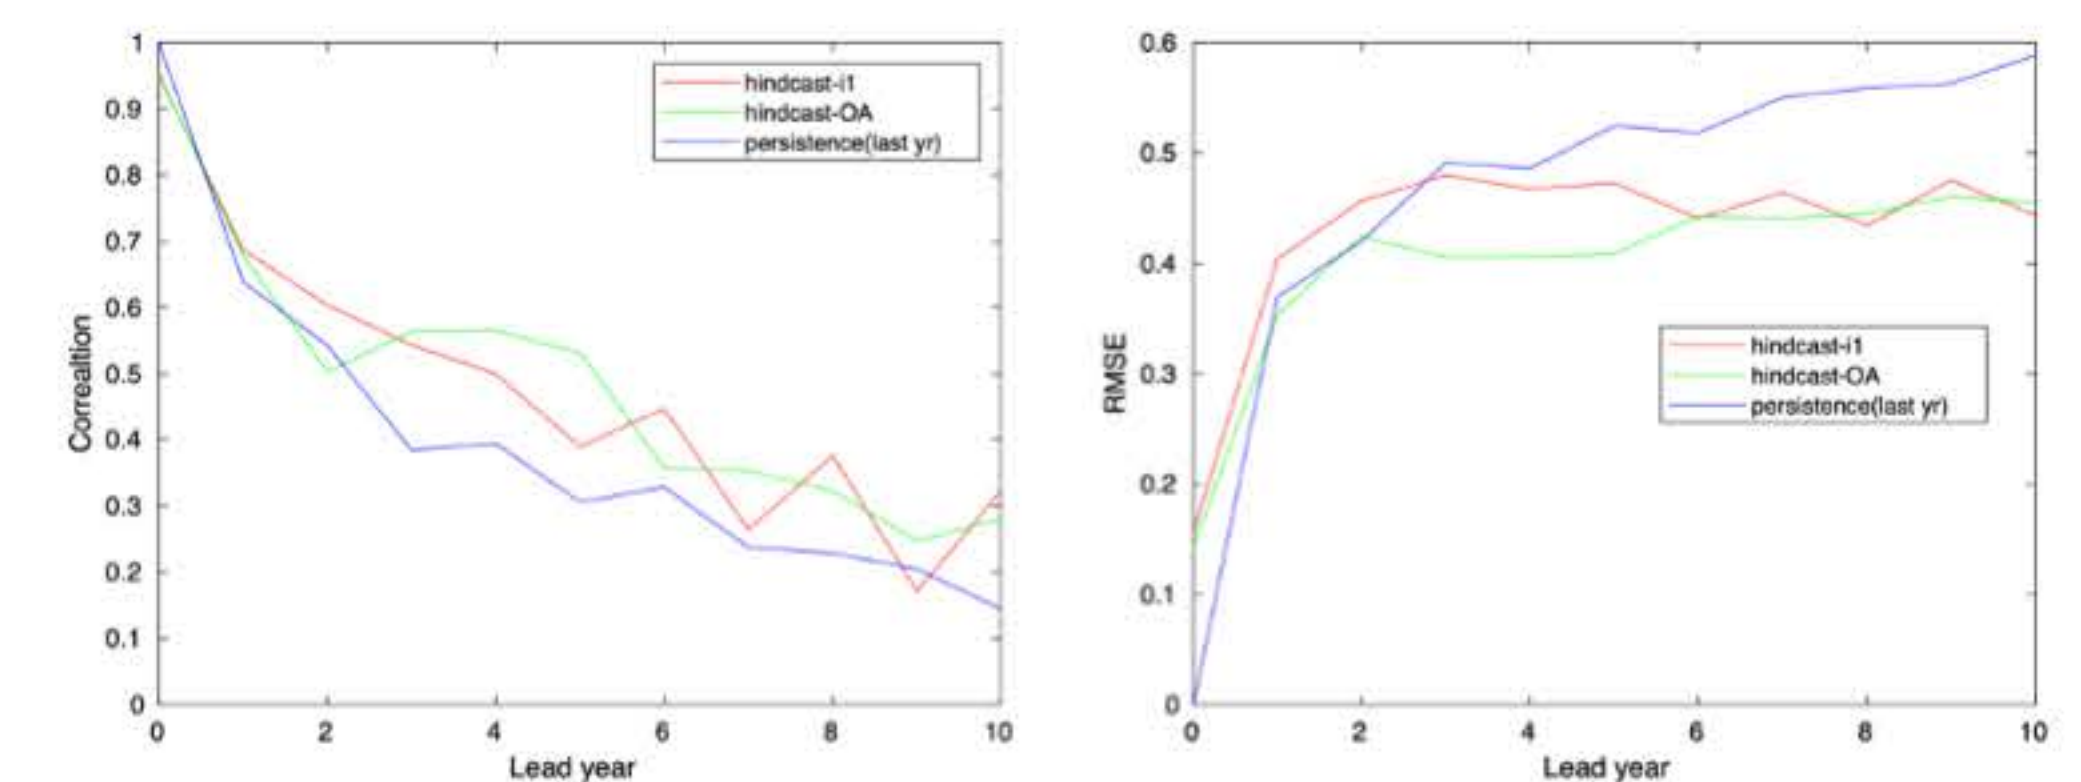 1
0.9
0.8
0.7
0.6
0.5
0.4
0.3
0.2
0.1
0
Correaltion
hindcast-i1
hindcast-OA
persistence(last yr)
0 2 4 6 8 10
Lead year
0.6
0.5
0.4
0.3
0.2
0.1
0
RMSE
hindcast-i1
hindcast-OA
persistence(last yr)
0 2 4 6 8 10
Lead year